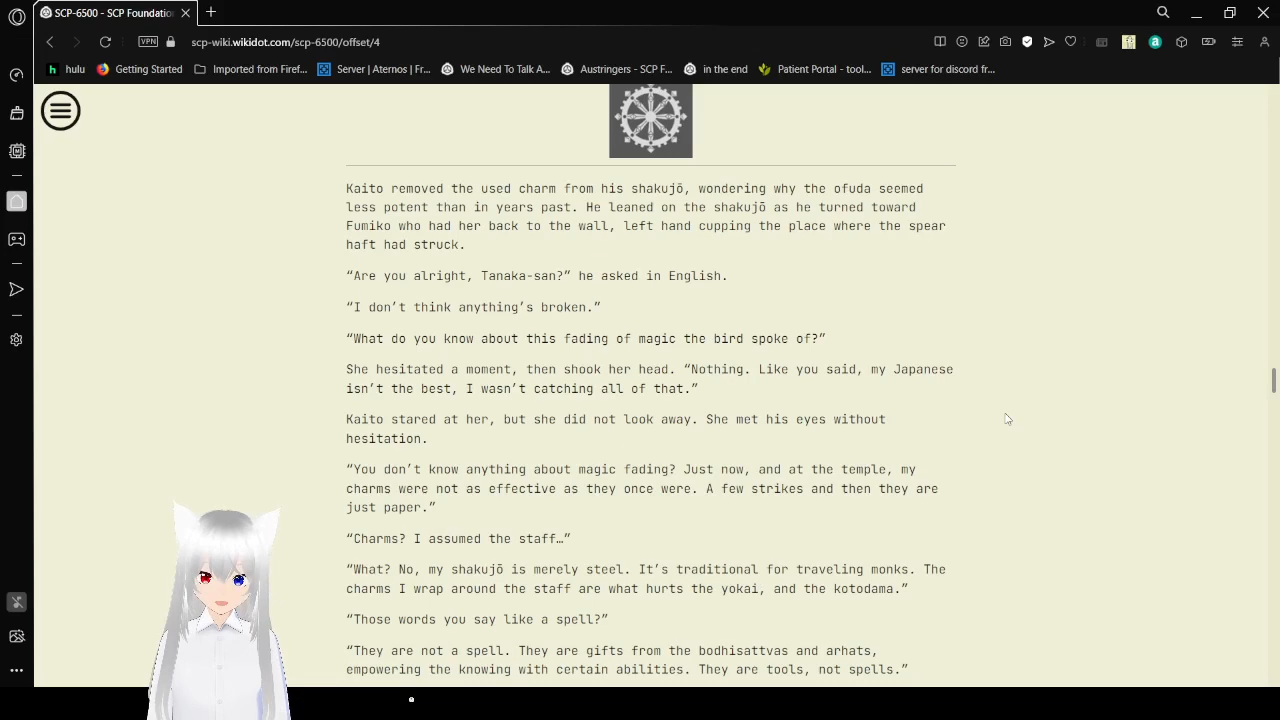 SCP-6500 - SCP Foundatio
VPN
scp-wiki.wikidot.com/scp-6500/offset/4
hulu
Getting Started
Imported from Firef...
Server | Aternos | Fr...
We Need To Talk A...
Austringers - SCP F...
in the end
Patient Portal - tool...
server for discord fr...
Kaito removed the used charm from his shakujō, wondering why the ofuda seemed
less potent than in years past. He leaned on the shakujō as he turned toward
Fumiko who had her back to the wall, left hand cupping the place where the spear
haft had struck.
“Are you alright, Tanaka-san?” he asked in English.
“I don’t think anything’s broken.”
“What do you know about this fading of magic the bird spoke of?”
She hesitated a moment, then shook her head. “Nothing. Like you said, my Japanese
isn’t the best, I wasn’t catching all of that.”
Kaito stared at her, but she did not look away. She met his eyes without
hesitation.
“You don’t know anything about magic fading? Just now, and at the temple, my
charms were not as effective as they once were. A few strikes and then they are
just paper.”
“Charms? I assumed the staff…”
“What? No, my shakujō is merely steel. It’s traditional for traveling monks. The
charms I wrap around the staff are what hurts the yokai, and the kotodama.”
“Those words you say like a spell?”
“They are not a spell. They are gifts from the bodhisattvas and arhats,
empowering the knowing with certain abilities. They are tools, not spells.”